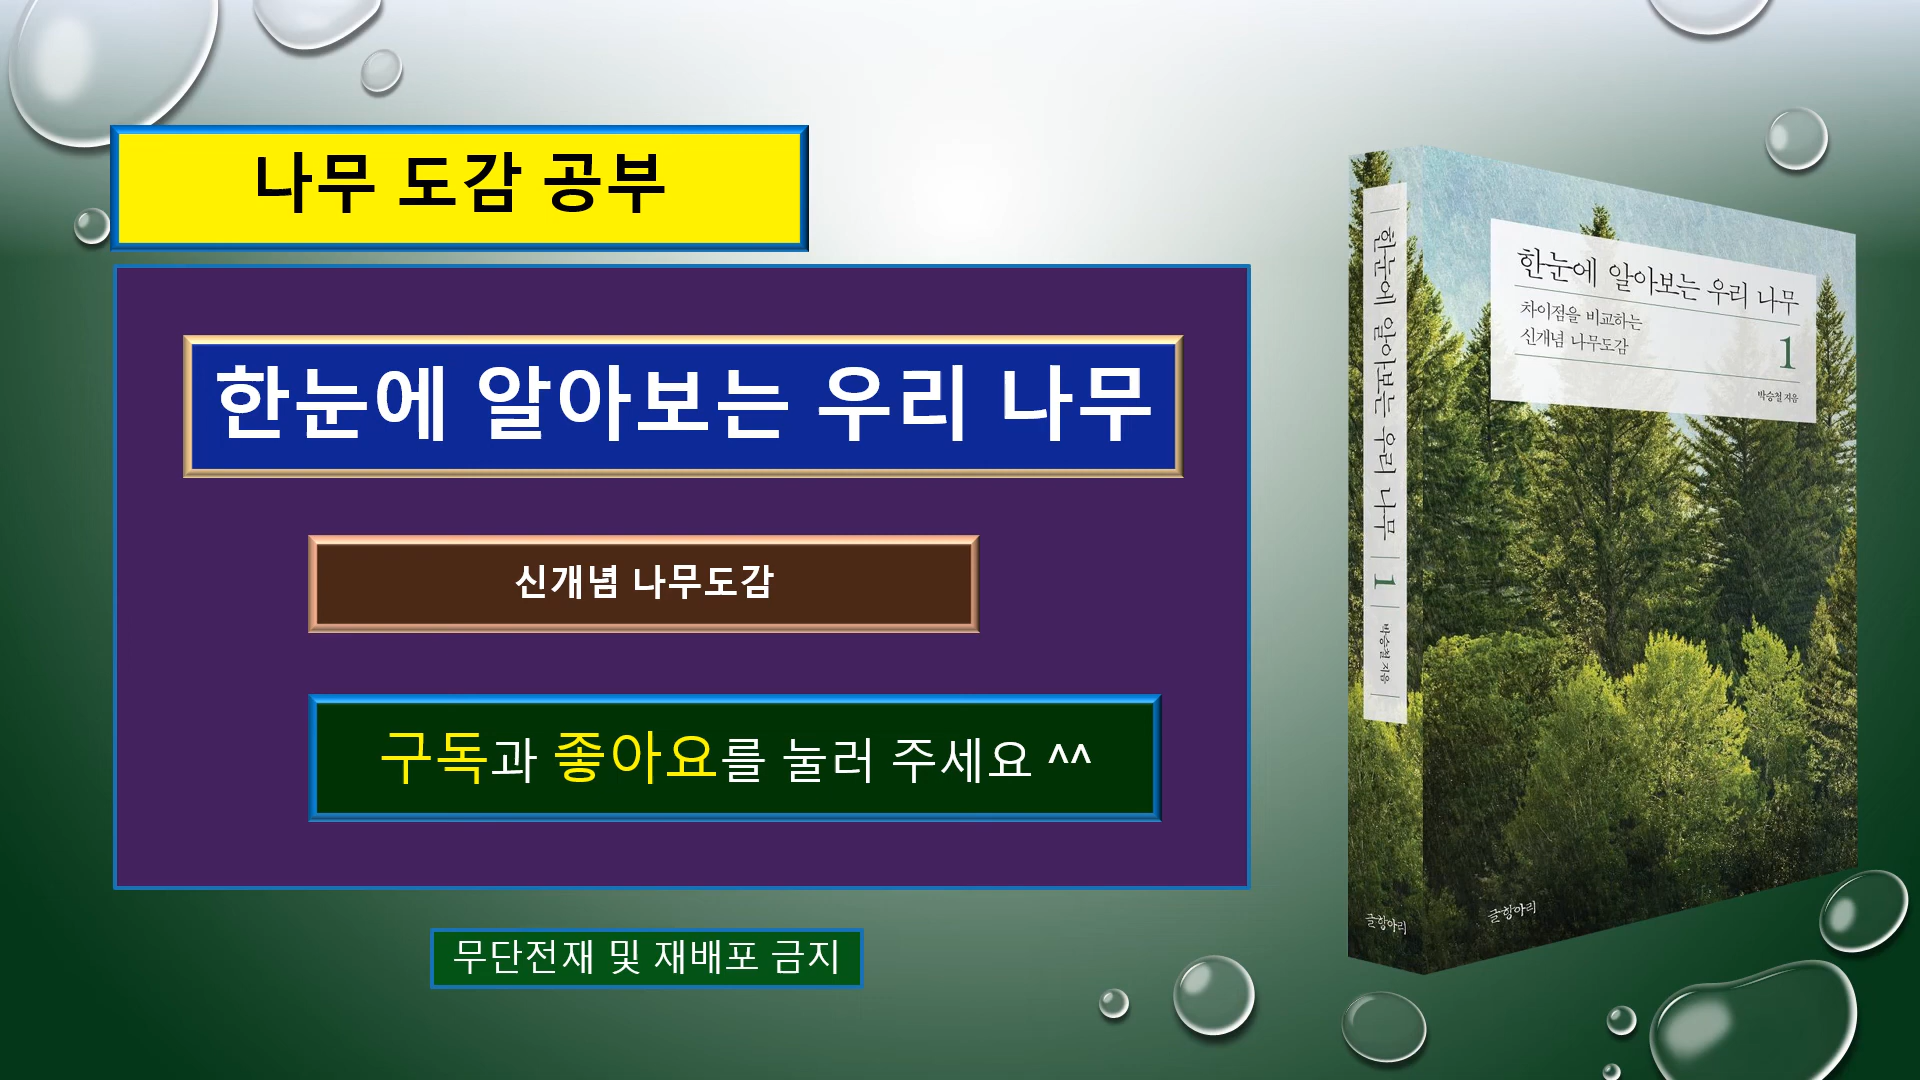 나무 도감 공부
한눈에 알아보는 우리 나무
신개념 나무도감
구독과 좋아요를 눌러 주세요 ^^
무단전재 및 재배포 금지
한눈에 알아보는 우리 나무
1
박승철 지음
글항아리
한눈에 알아보는 우리 나무
차이점을 비교하는
신개념 나무도감
1
박승철 지음
글항아리